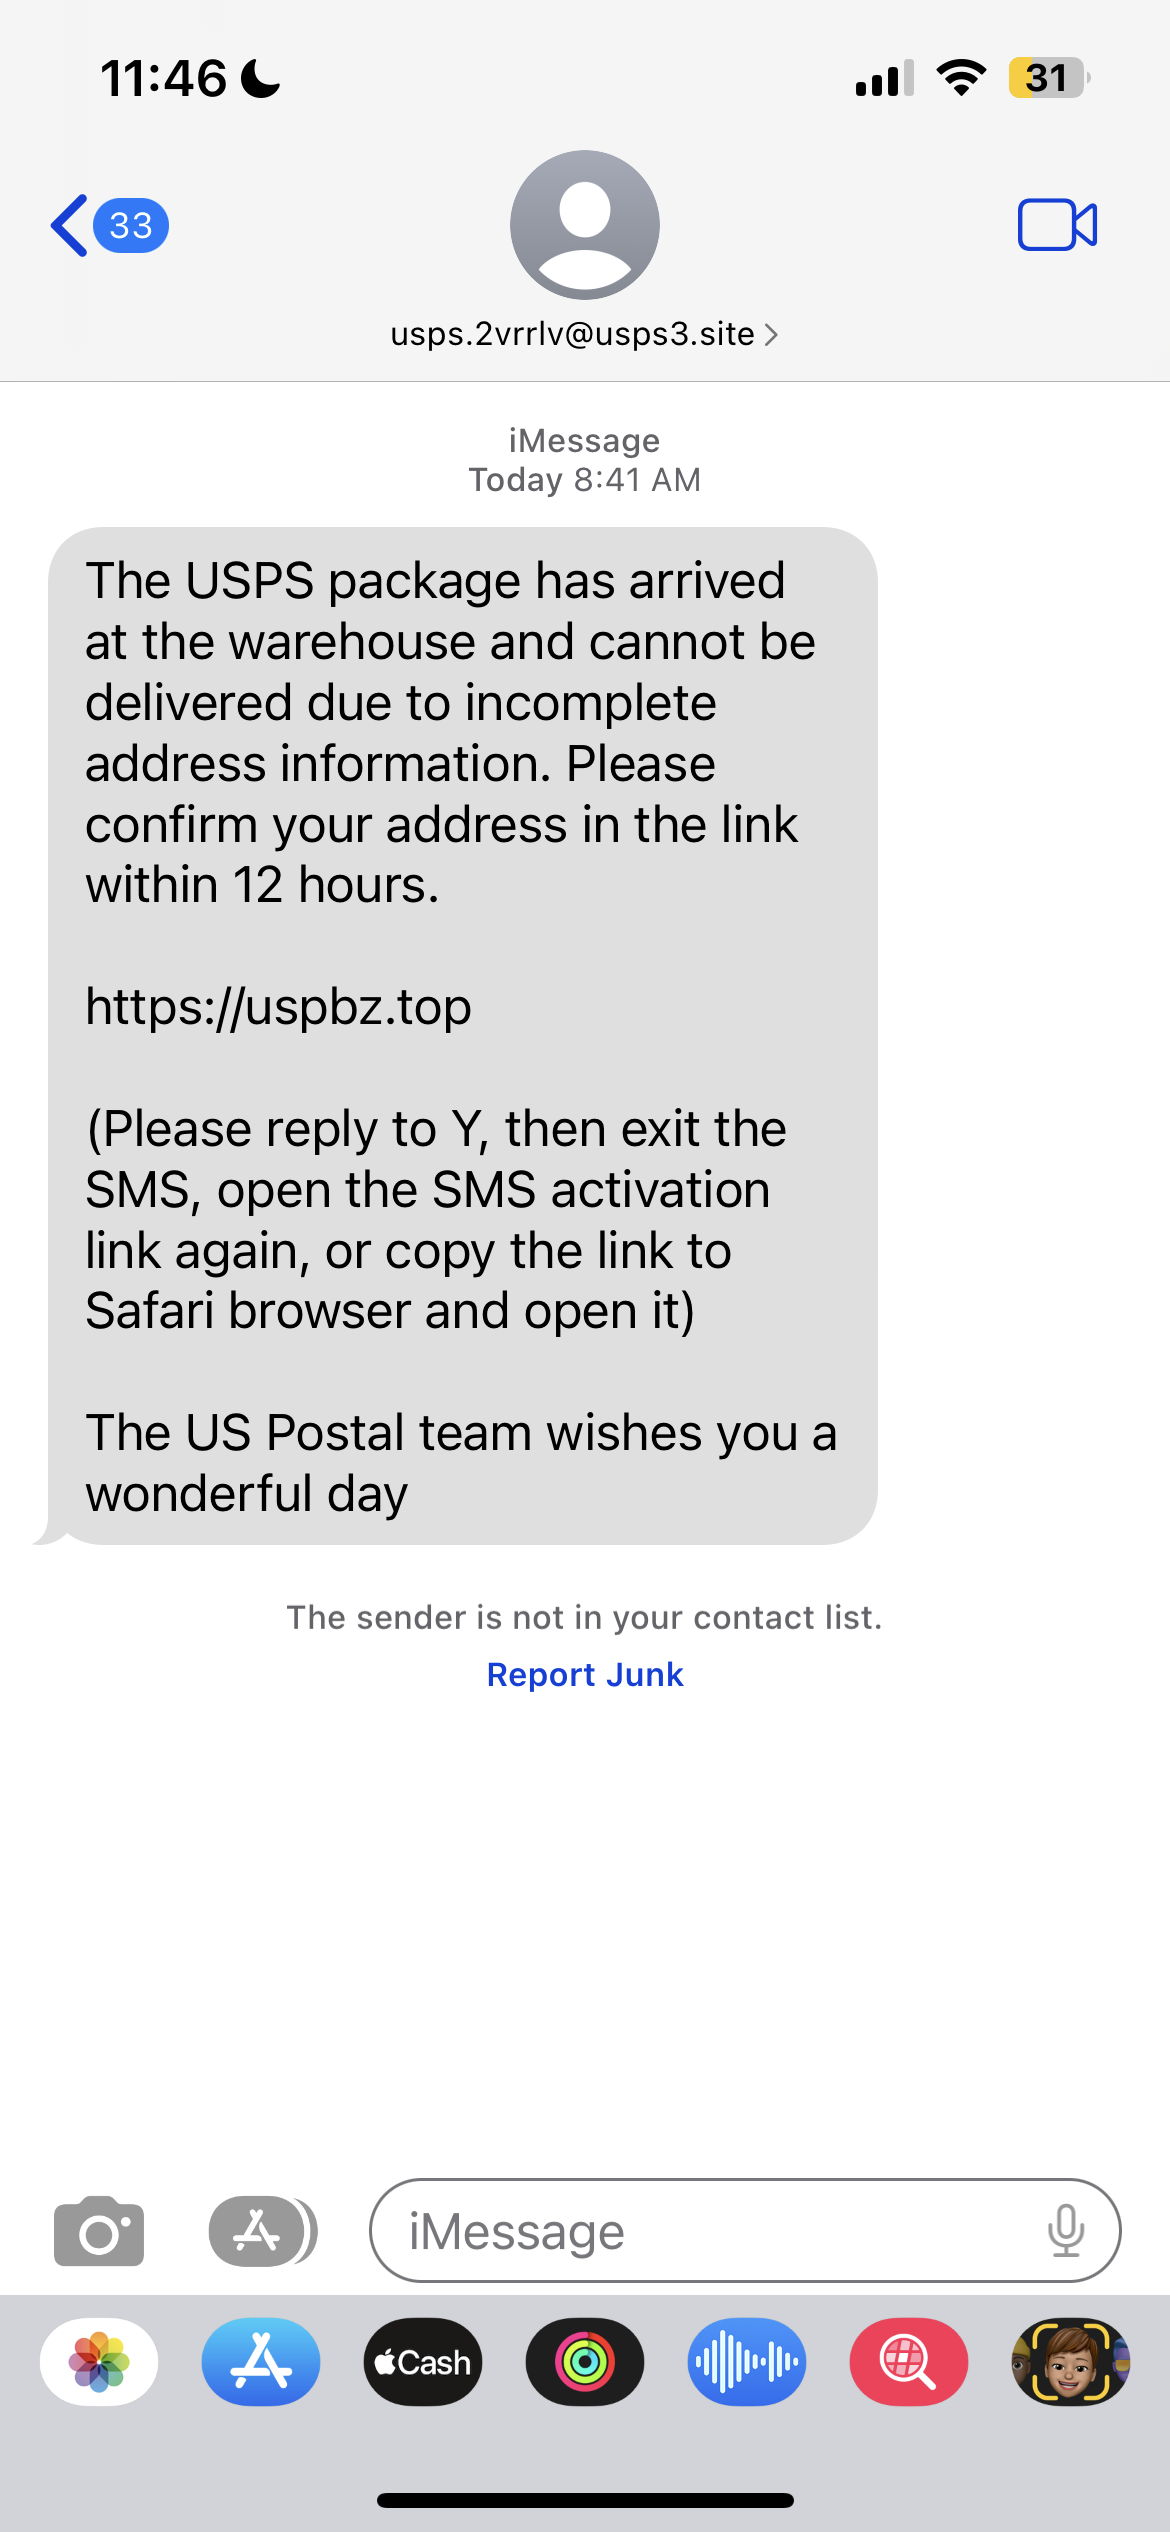 11:46
31
33
usps.2vrrlv@usps3.site
iMessage
Today 8:41 AM
The USPS package has arrived
at the warehouse and cannot be
delivered due to incomplete
address information. Please
confirm your address in the link
within 12 hours.
https://uspbz.top
(Please reply to Y, then exit the
SMS, open the SMS activation
link again, or copy the link to
Safari browser and open it)
The US Postal team wishes you a
wonderful day
The sender is not in your contact list.
Report Junk
iMessage
Cash